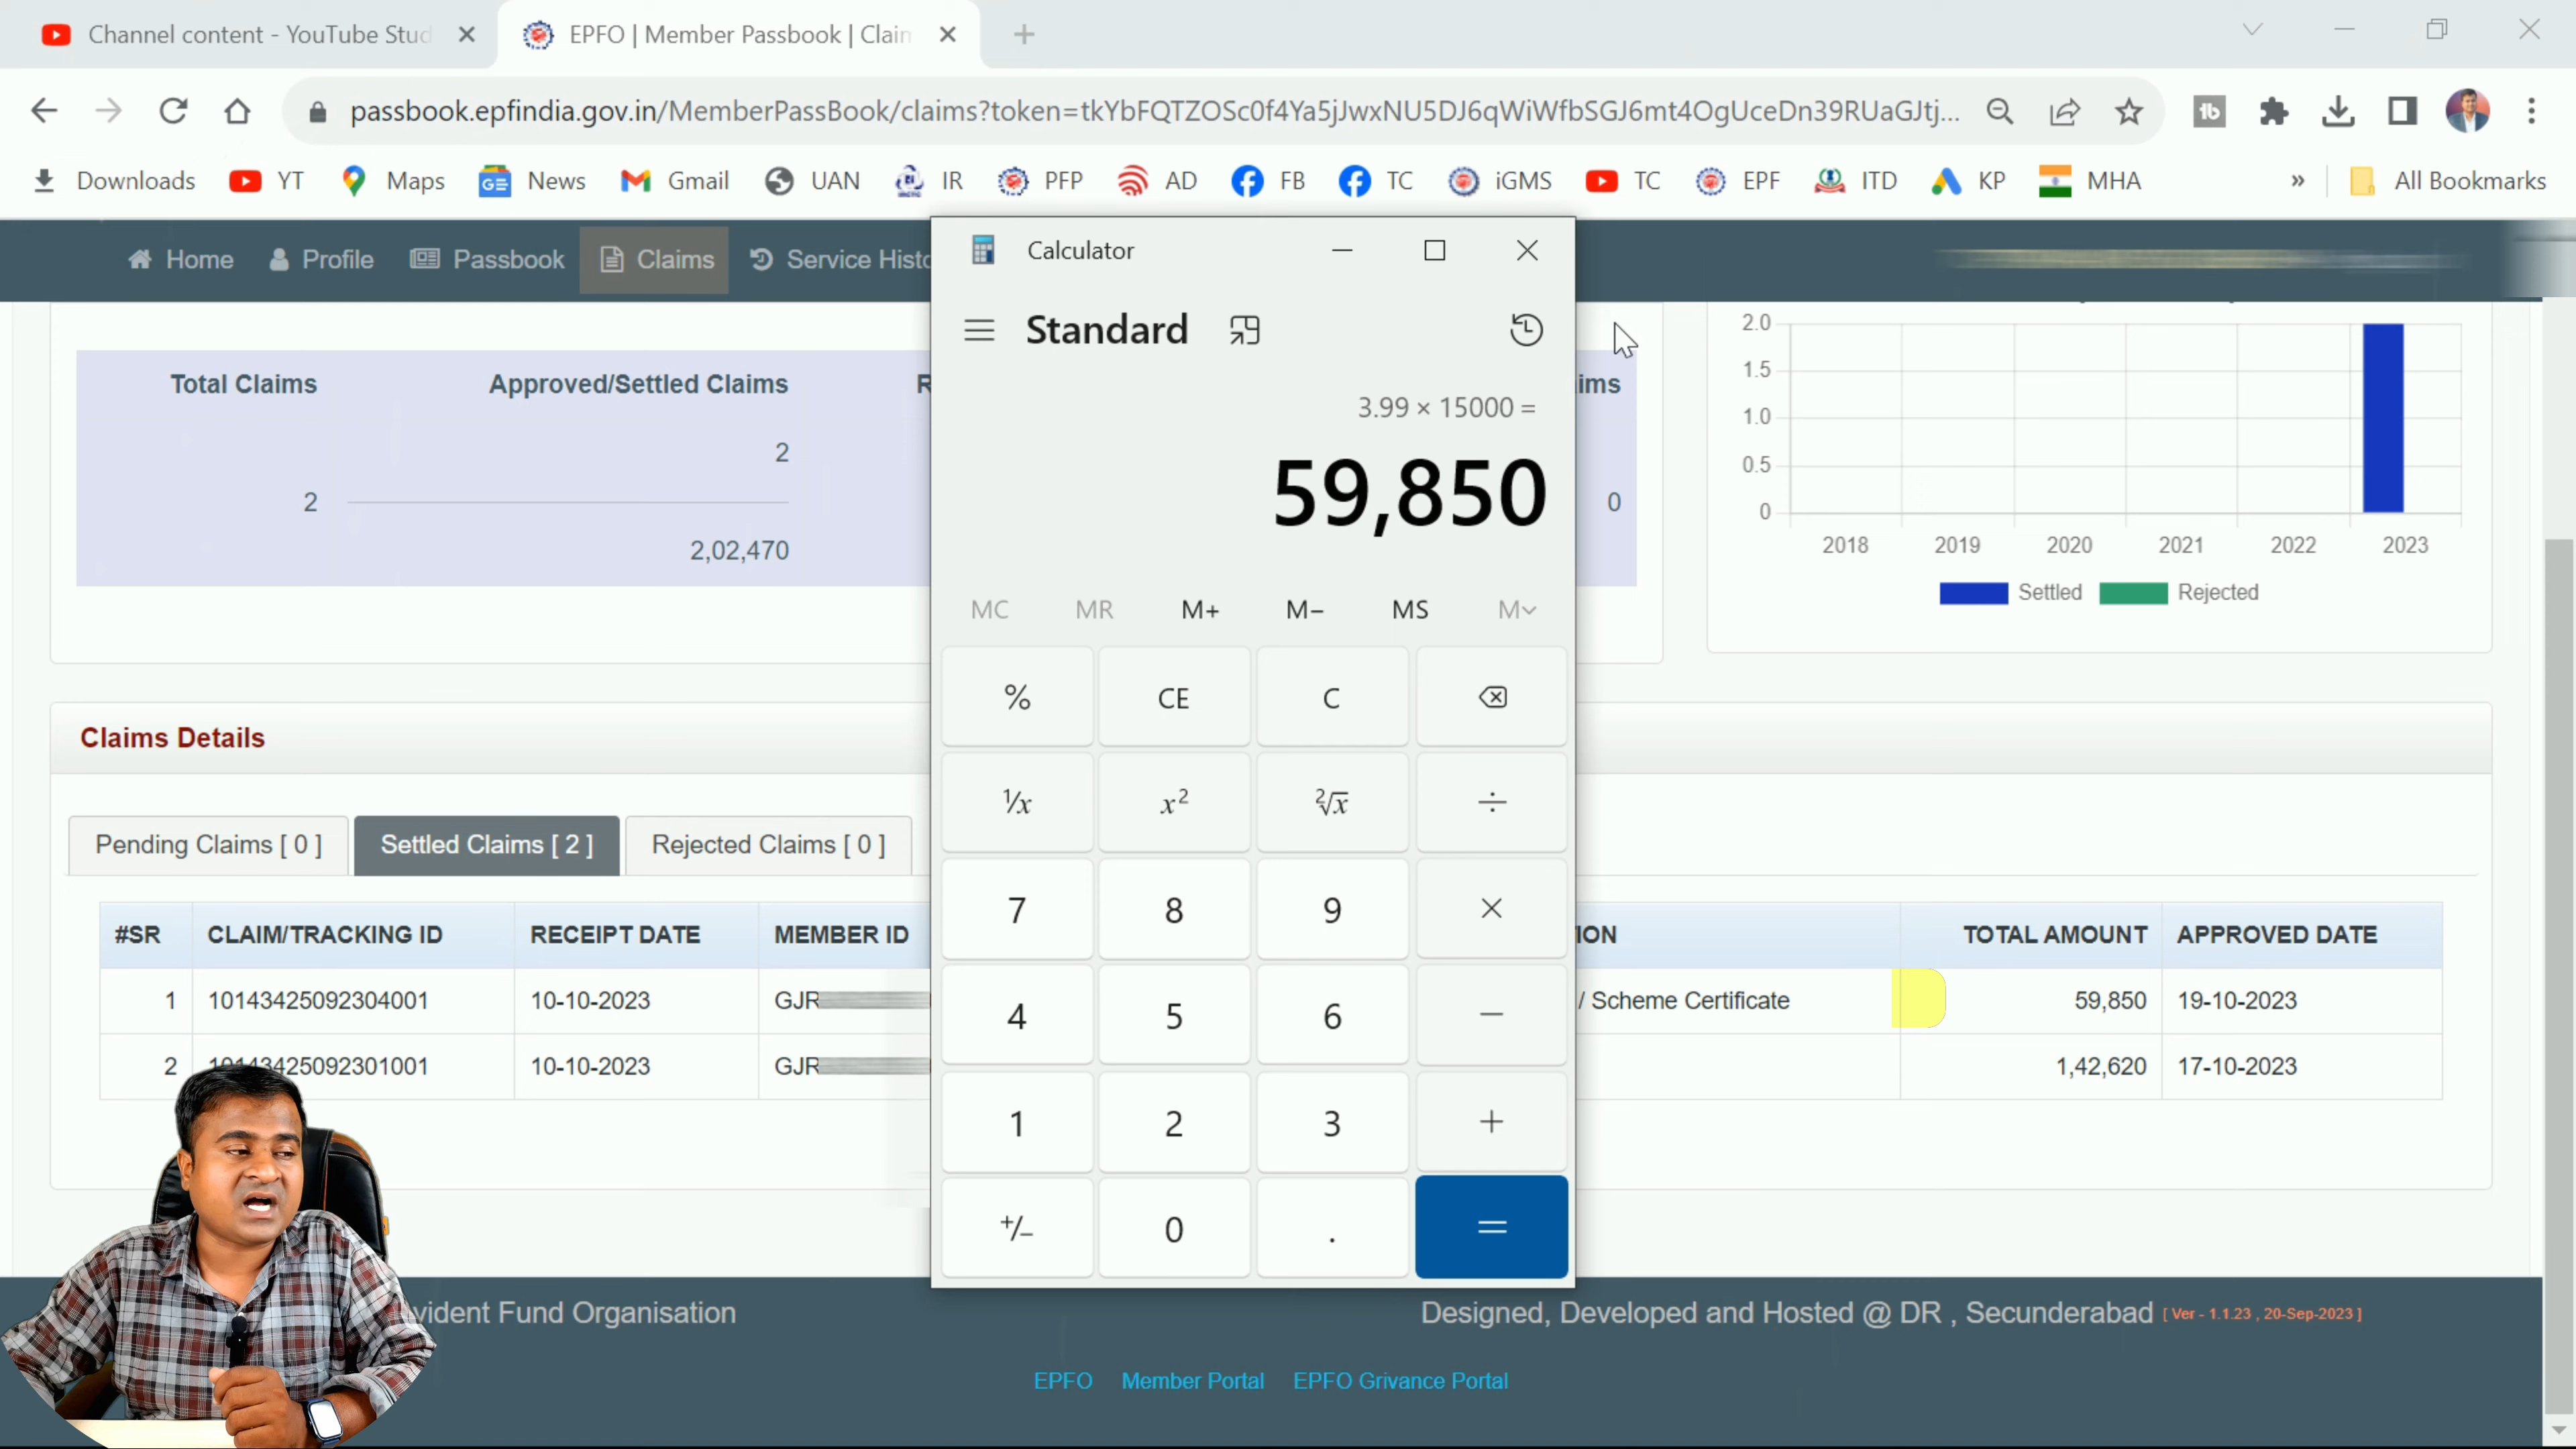 Channel content - YouTube Stud
EPFO | Member Passbook | Clain
passbook.epfindia.gov.in/MemberPassBook/claims?token=tkYbFQTZOSc0f4Ya5jJwxNU5DJ6qWiWfbSGJ6mt4OgUceDn39RUaGJtj...
Downloads YT Maps News Gmail UAN IR PFP AD FB TC iGMS TC EPF ITD KP MHA » All Bookmarks
Home Profile Passbook Claims Service Histo
Calculator
Standard
3.99 × 15000 =
59,850
MC MR M+ M− MS M
% CE C
1/x x² ²√x ÷
7 8 9 ×
4 5 6 −
1 2 3 +
+/− 0 . =
Total Claims Approved/Settled Claims R ims
2
2 0
2,02,470
2.0
1.5
1.0
0.5
0
2018 2019 2020 2021 2022 2023
Settled Rejected
Claims Details
Pending Claims [ 0 ] Settled Claims [ 2 ] Rejected Claims [ 0 ]
#SR CLAIM/TRACKING ID RECEIPT DATE MEMBER ID ION TOTAL AMOUNT APPROVED DATE
1 10143425092304001 10-10-2023 GJR / Scheme Certificate 59,850 19-10-2023
2 10143425092301001 10-10-2023 GJR 1,42,620 17-10-2023
vident Fund Organisation
Designed, Developed and Hosted @ DR , Secunderabad [ Ver - 1.1.23 , 20-Sep-2023 ]
EPFO Member Portal EPFO Grivance Portal